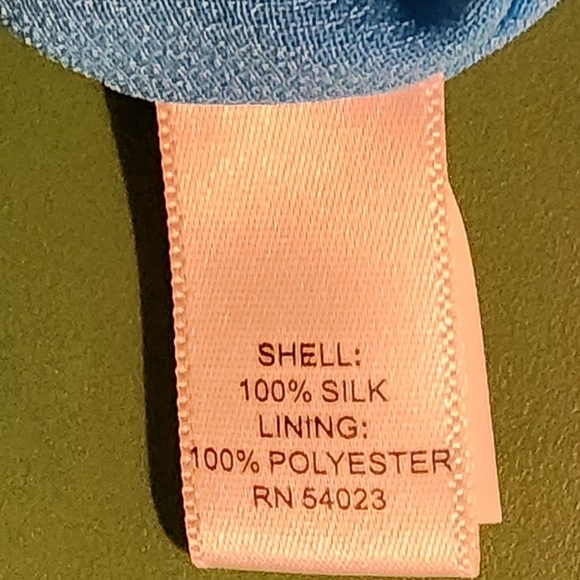 SHELL:
100% SILK
LINING:
100% POLYESTER
RN 54023